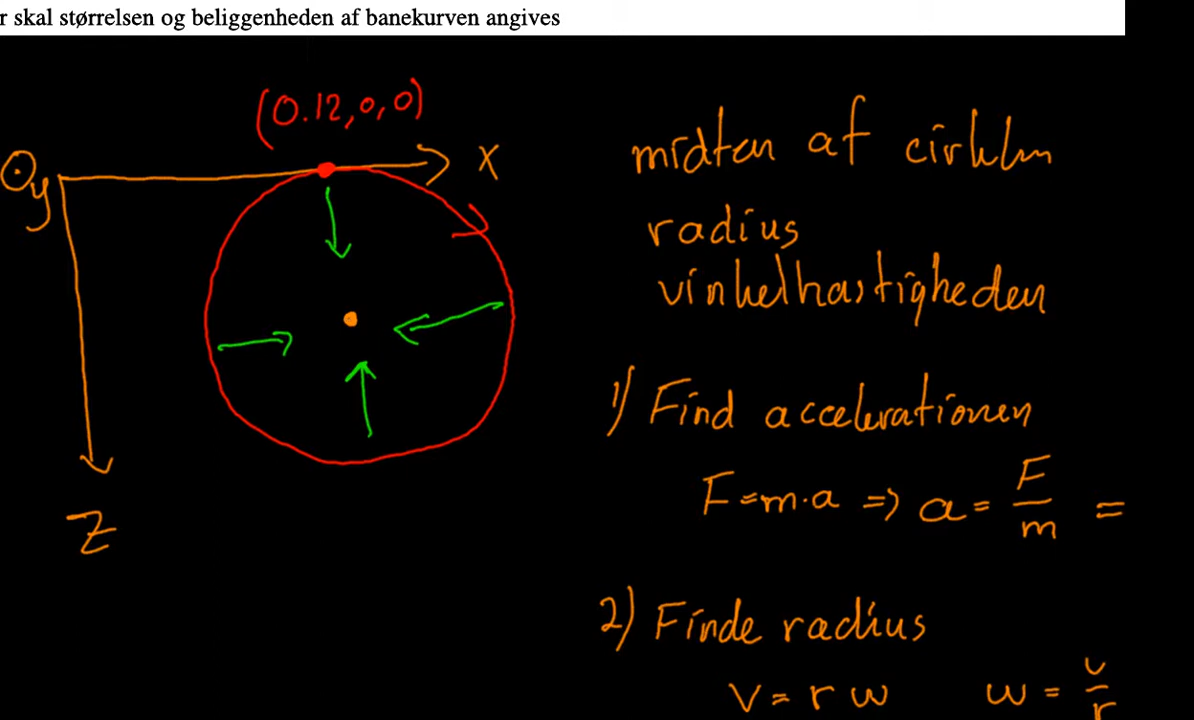 r skal størrelsen og beliggenheden af banekurven angives
(0.12,0,0)
x
y
z
midten af cirklen
radius
vinkelhastigheden
1) Find accelerationen
F=m·a => a = F/m =
2) Finde radius
v = r w w = v/r